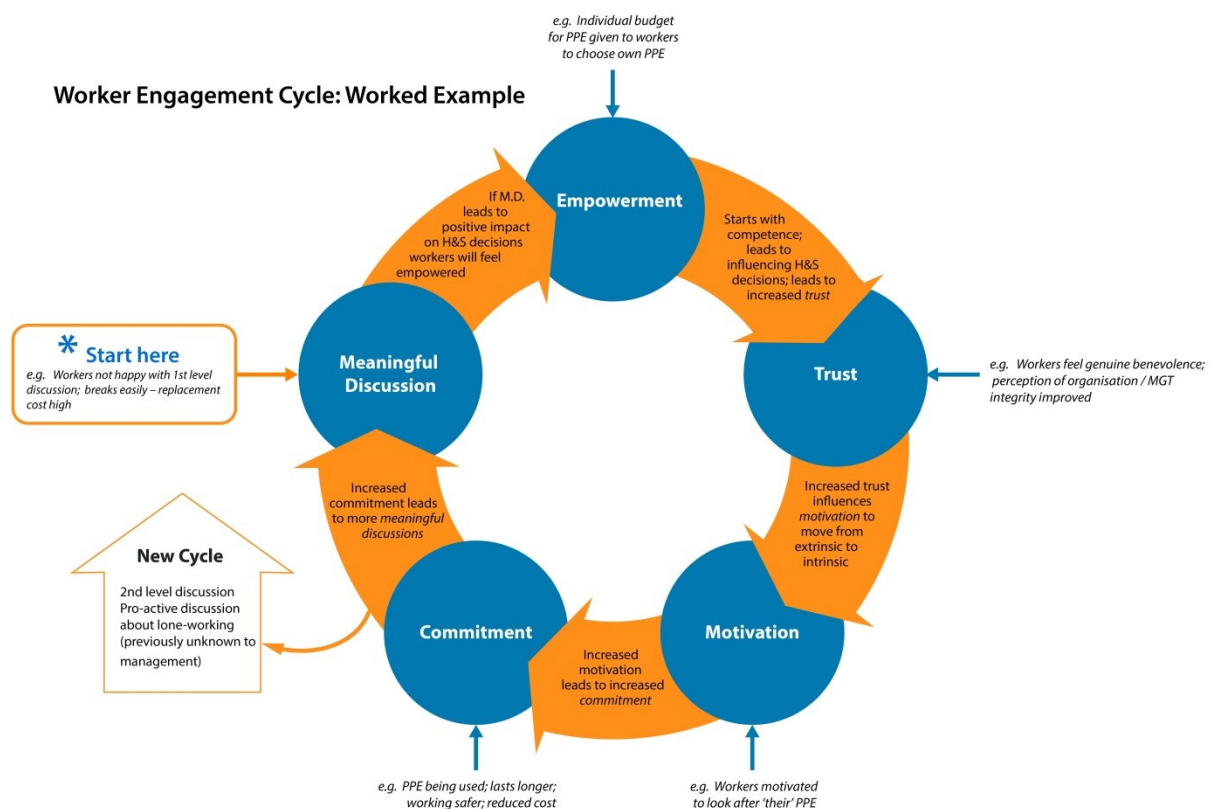 e.g. Individual budget
for PPE given to workers
to choose own PPE
Worker Engagement Cycle: Worked Example
Empowerment
If M.D.
leads to
positive impact
on H&S decisions
workers will feel
empowered
Starts with
competence;
leads to
influencing H&S
decisions; leads to
increased trust
* Start here
e.g. Workers not happy with 1st level
discussion; breaks easily – replacement
cost high
Meaningful
Discussion
Trust
e.g. Workers feel genuine benevolence;
perception of organisation / MGT
integrity improved
Increased
commitment leads
to more meaningful
discussions
Increased trust
influences
motivation to
move from
extrinsic to
intrinsic
New Cycle
2nd level discussion
Pro-active discussion
about lone-working
(previously unknown to
management)
Commitment
Motivation
Increased
motivation
leads to increased
commitment
e.g. PPE being used; lasts longer;
working safer; reduced cost
e.g. Workers motivated
to look after ‘their’ PPE